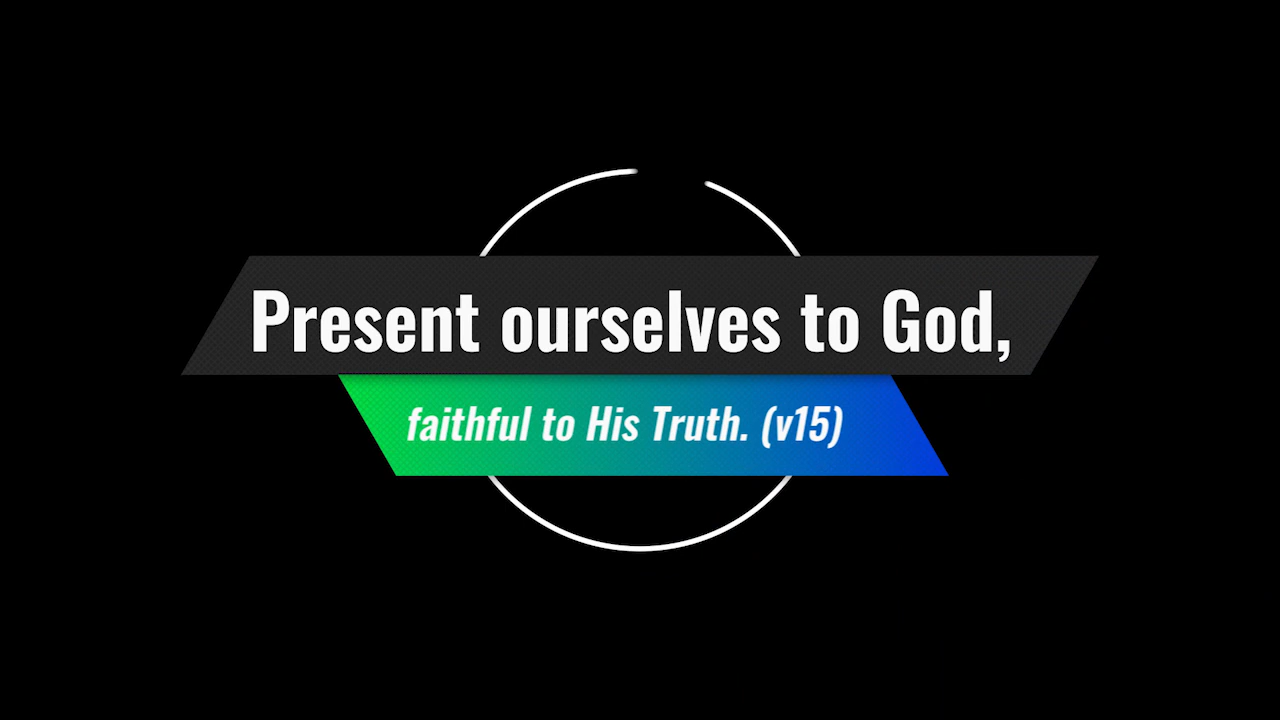 Present ourselves to God,
faithful to His Truth. (v15)